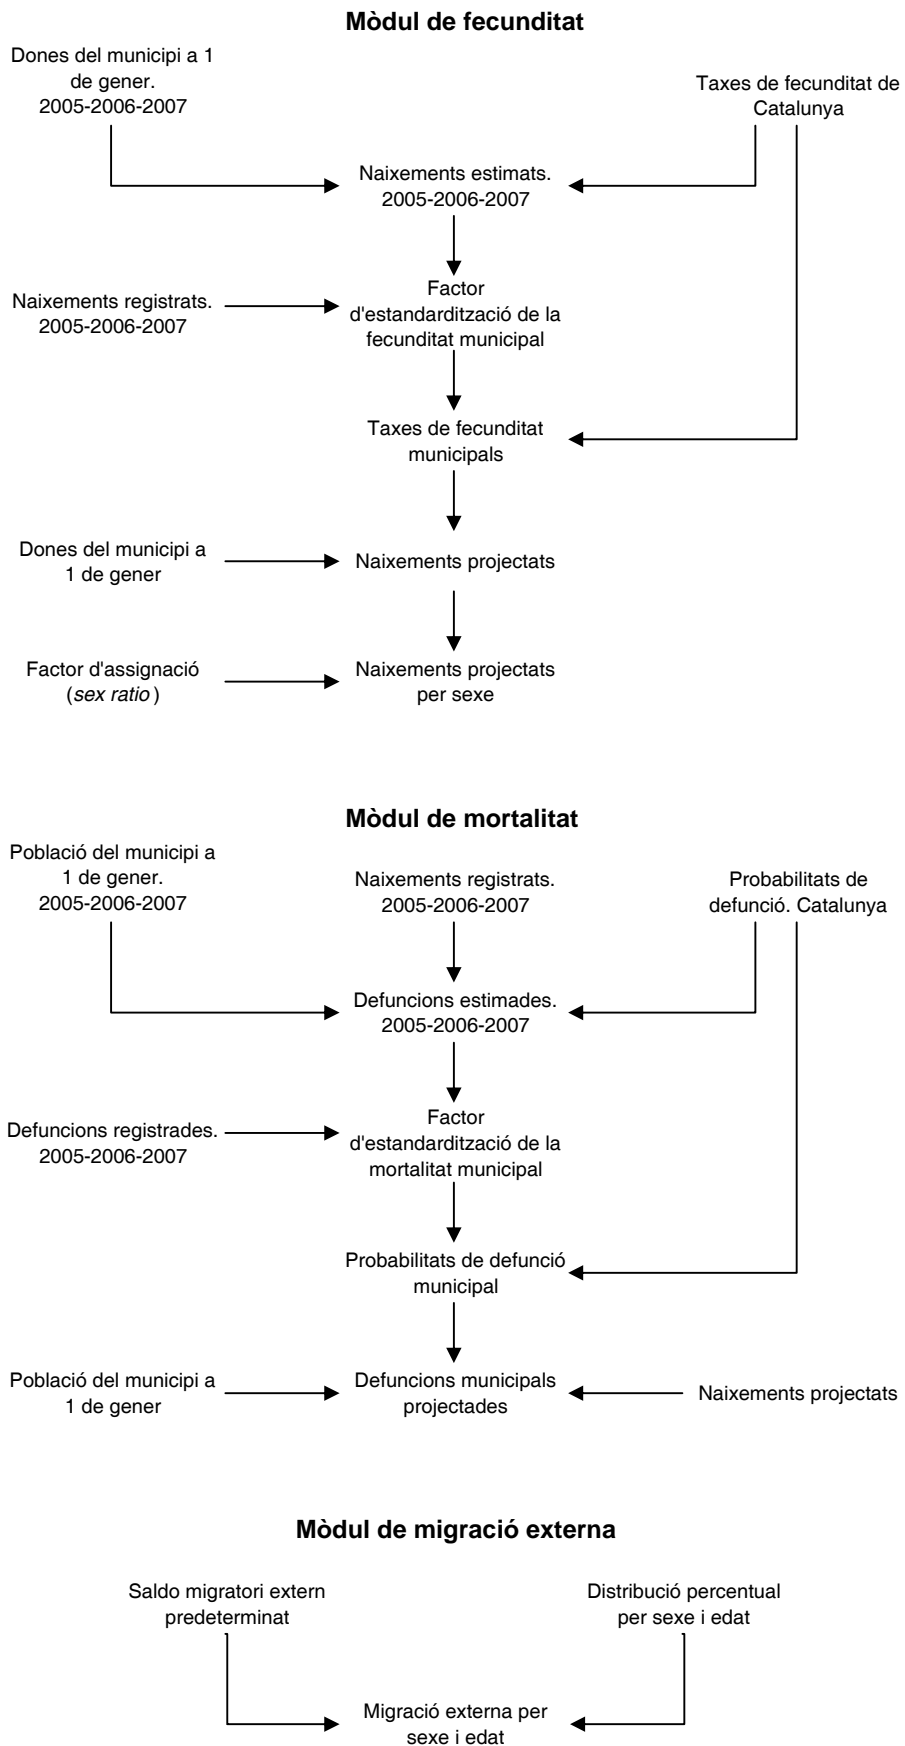 Mòdul de fecunditat
Dones del municipi a 1
de gener.
2005-2006-2007
Taxes de fecunditat de
Catalunya
Naixements estimats.
2005-2006-2007
Naixements registrats.
2005-2006-2007
Factor
d'estandardització de la
fecunditat municipal
Taxes de fecunditat
municipals
Dones del municipi a
1 de gener
Naixements projectats
Factor d'assignació
(sex ratio)
Naixements projectats
per sexe
Mòdul de mortalitat
Població del municipi a
1 de gener.
2005-2006-2007
Naixements registrats.
2005-2006-2007
Probabilitats de
defunció. Catalunya
Defuncions estimades.
2005-2006-2007
Defuncions registrades.
2005-2006-2007
Factor
d'estandardització de la
mortalitat municipal
Probabilitats de defunció
municipal
Població del municipi a
1 de gener
Defuncions municipals
projectades
Naixements projectats
Mòdul de migració externa
Saldo migratori extern
predeterminat
Distribució percentual
per sexe i edat
Migració externa per
sexe i edat